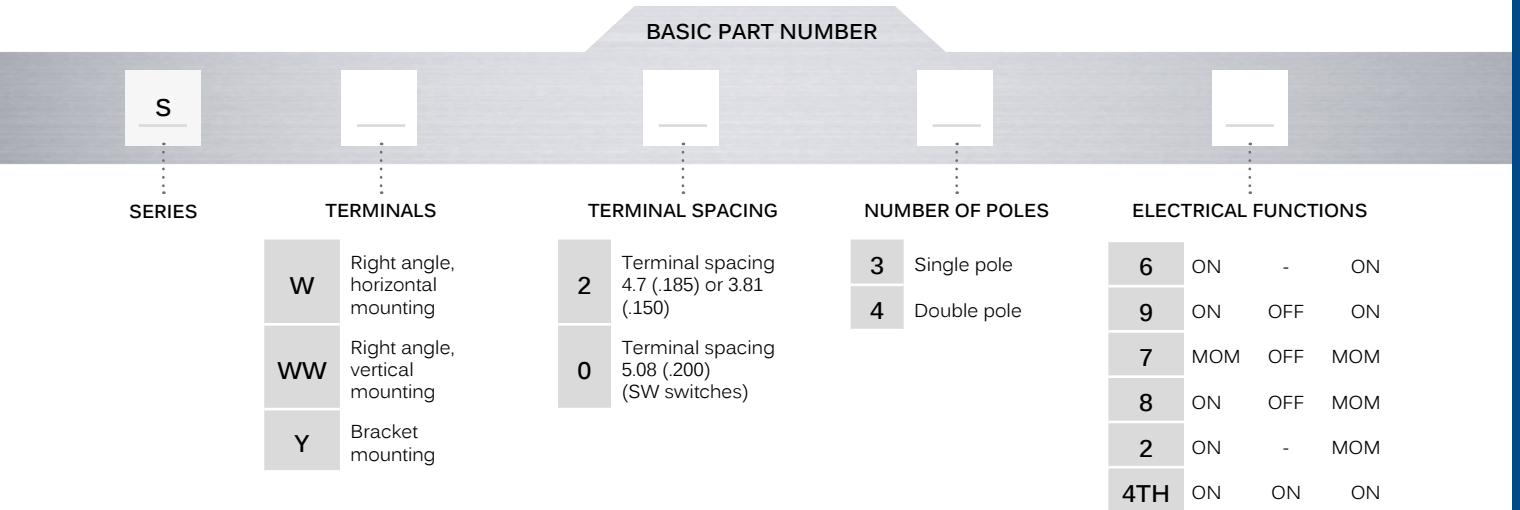 BASIC PART NUMBER
S
SERIES
TERMINALS
W
Right angle,
horizontal
mounting
WW
Right angle,
vertical
mounting
Y
Bracket
mounting
TERMINAL SPACING
2
Terminal spacing
4.7 (.185) or 3.81
(.150)
0
Terminal spacing
5.08 (.200)
(SW switches)
NUMBER OF POLES
3 Single pole
4 Double pole
ELECTRICAL FUNCTIONS
6 ON - ON
9 ON OFF ON
7 MOM OFF MOM
8 ON OFF MOM
2 ON - MOM
4TH ON ON ON